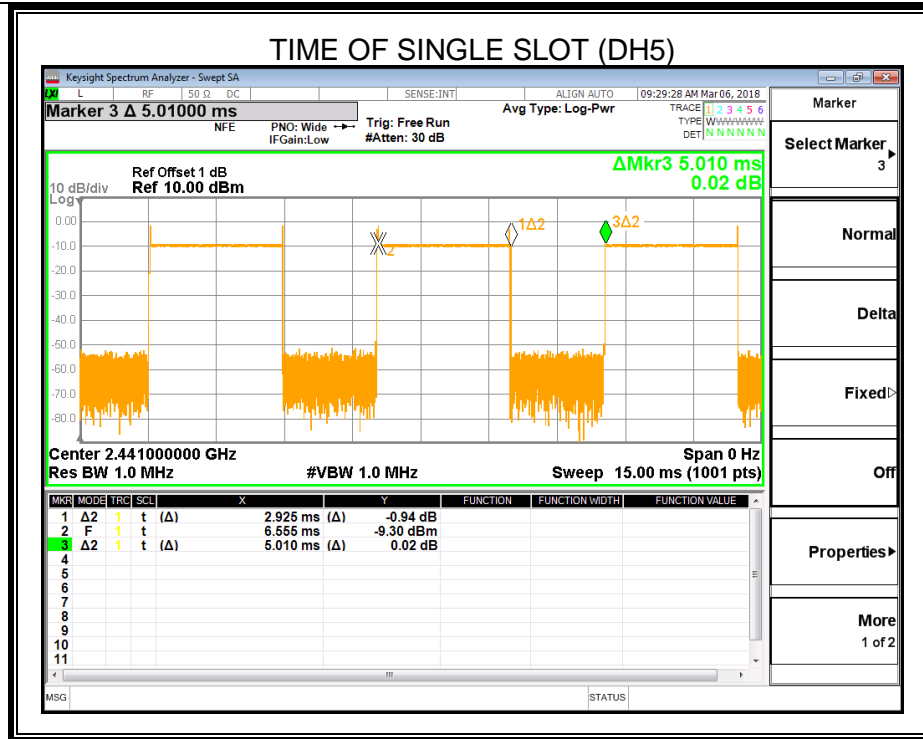 TIME OF SINGLE SLOT (DH5)
Keysight Spectrum Analyzer - Swept SA
LXI L RF 50 Ω DC SENSE:INT ALIGN AUTO 09:29:28 AM Mar 06, 2018
Marker 3 Δ 5.01000 ms
NFE
PNO: Wide
IFGain:Low
Trig: Free Run
#Atten: 30 dB
Avg Type: Log-Pwr
TRACE 1 2 3 4 5 6
TYPE WWWWWW
DET N N N N N N
Marker
Select Marker
3
Normal
Delta
Fixed
Off
Properties
More
1 of 2
ΔMkr3 5.010 ms
0.02 dB
Ref Offset 1 dB
10 dB/div Ref 10.00 dBm
Log
0.00
-10.0
-20.0
-30.0
-40.0
-50.0
-60.0
-70.0
-80.0
2
1Δ2
3Δ2
Center 2.441000000 GHz Span 0 Hz
Res BW 1.0 MHz #VBW 1.0 MHz Sweep 15.00 ms (1001 pts)
MKR MODE TRC SCL X Y FUNCTION FUNCTION WIDTH FUNCTION VALUE
1 Δ2 1 t (Δ) 2.925 ms (Δ) -0.94 dB
2 F 1 t 6.555 ms -9.30 dBm
3 Δ2 1 t (Δ) 5.010 ms (Δ) 0.02 dB
4
5
6
7
8
9
10
11
MSG STATUS